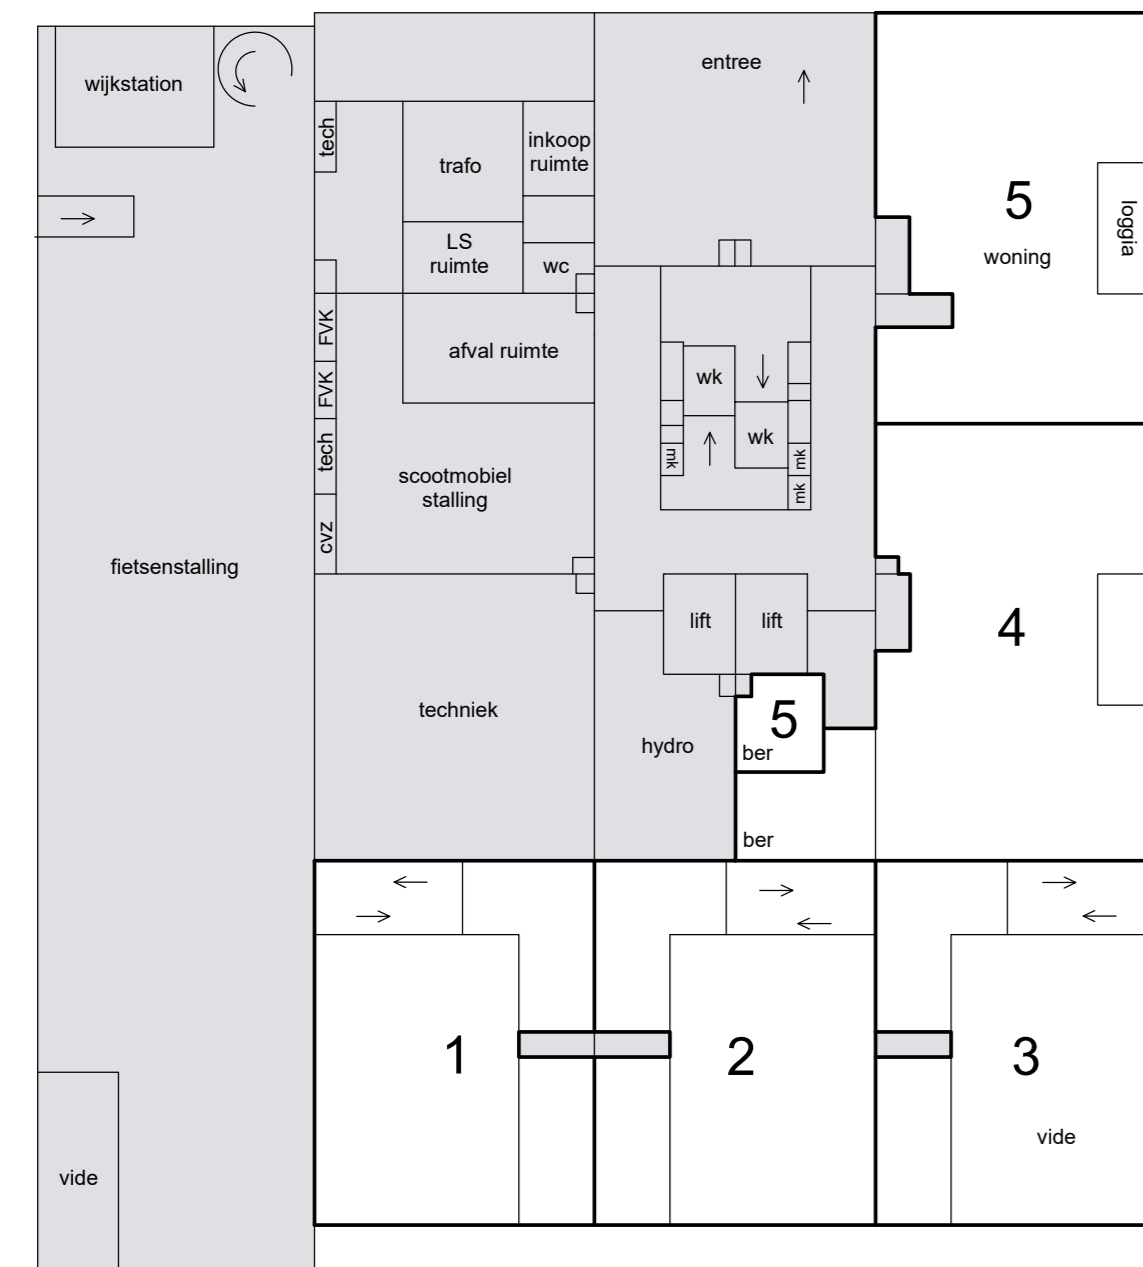 entree
wijkstation
tech
inkoop
ruimte
trafo
5
loggia
LS
ruimte
wc
woning
FVK
afval ruimte
wk
FVK
wk
tech
mk
mk
scootmobiel
stalling
mk
cvz
fietsenstalling
lift
lift
4
techniek
5
hydro
ber
ber
1
2
3
vide
vide